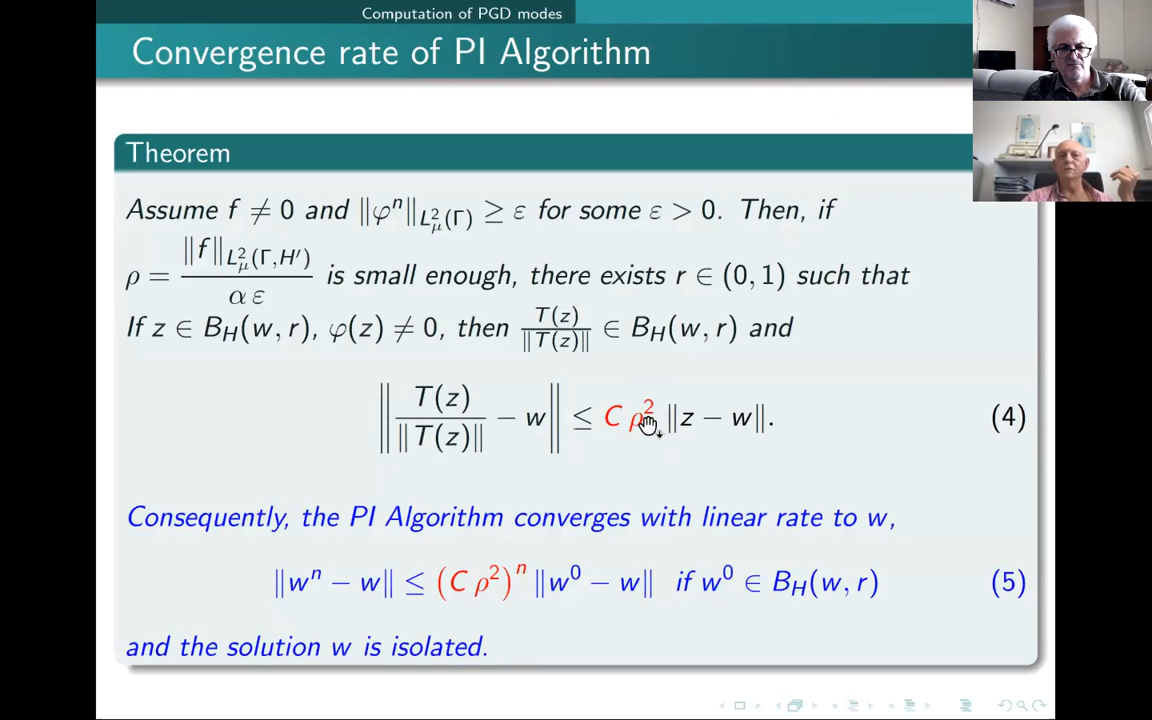 Computation of PGD modes
Convergence rate of PI Algorithm
Theorem
Assume f ≠ 0 and ‖φⁿ‖_{L²_μ(Γ)} ≥ ε for some ε > 0. Then, if
ρ = ‖f‖_{L²_μ(Γ,H′)} / (α ε) is small enough, there exists r ∈ (0, 1) such that
If z ∈ B_H(w, r), φ(z) ≠ 0, then T(z)/‖T(z)‖ ∈ B_H(w, r) and
‖ T(z)/‖T(z)‖ − w ‖ ≤ C ρ² ‖z − w‖. (4)
Consequently, the PI Algorithm converges with linear rate to w,
‖wⁿ − w‖ ≤ (C ρ²)ⁿ ‖w⁰ − w‖ if w⁰ ∈ B_H(w, r) (5)
and the solution w is isolated.